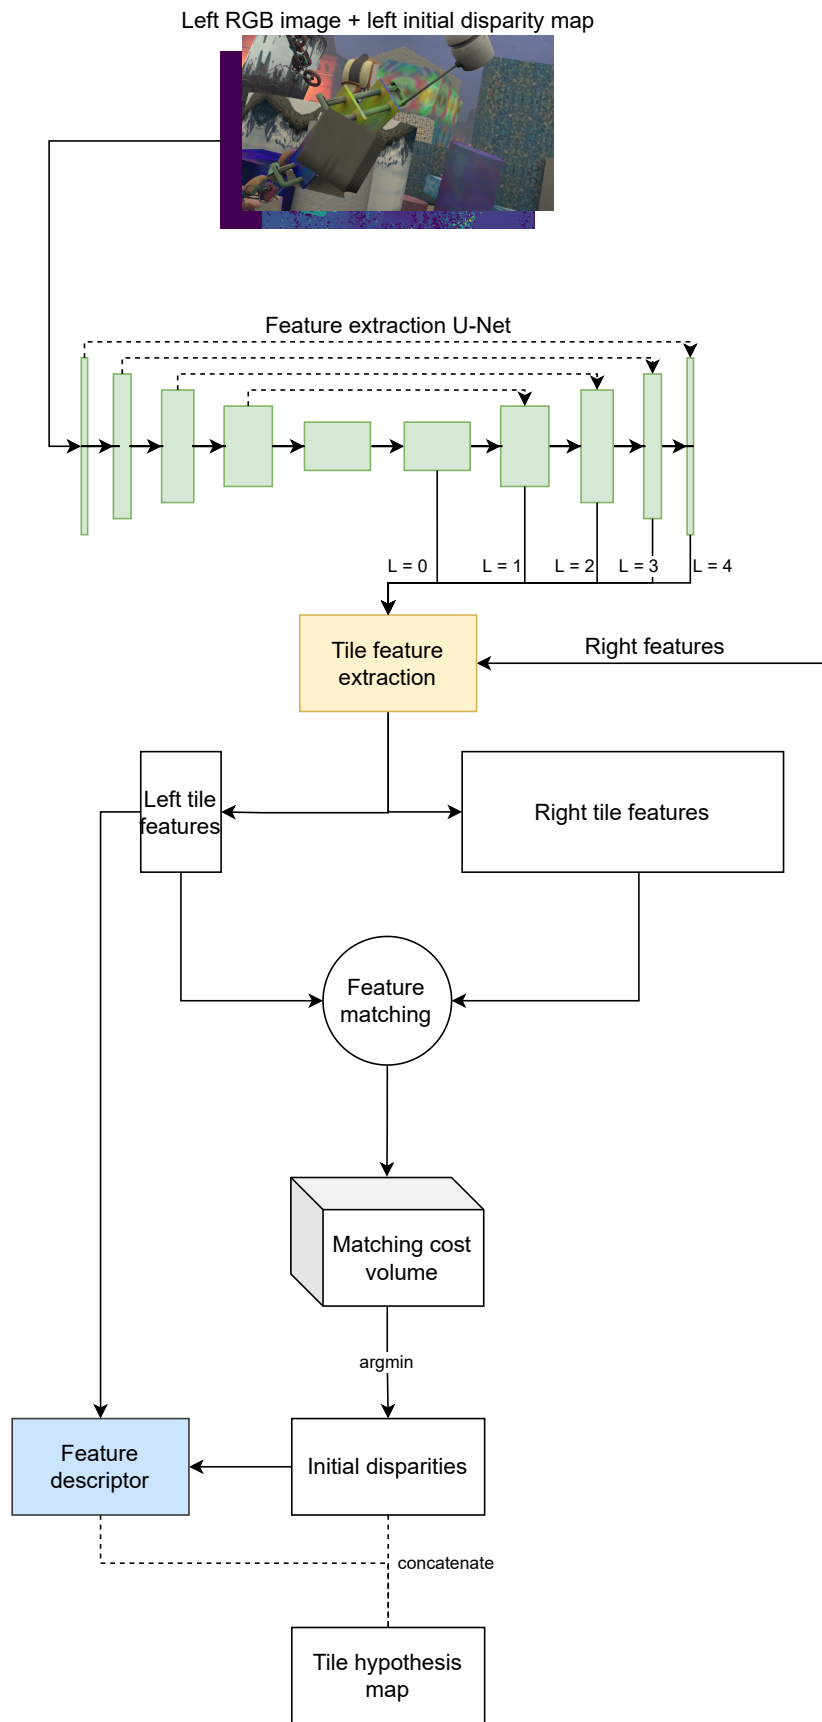 Left RGB image + left initial disparity map
Feature extraction U-Net
L = 0
L = 1
L = 2
L = 3
L = 4
Tile feature
extraction
Right features
Left tile
features
Right tile features
Feature
matching
Matching cost
volume
argmin
Feature
descriptor
Initial disparities
concatenate
Tile hypothesis
map